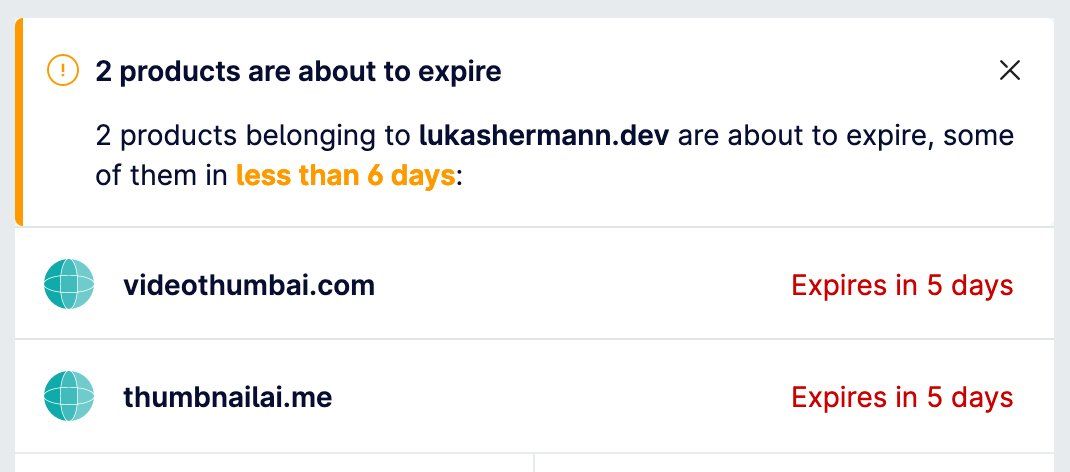 2 products are about to expire
2 products belonging to lukashermann.dev are about to expire, some
of them in less than 6 days:
videothumbai.com Expires in 5 days
thumbnailai.me Expires in 5 days